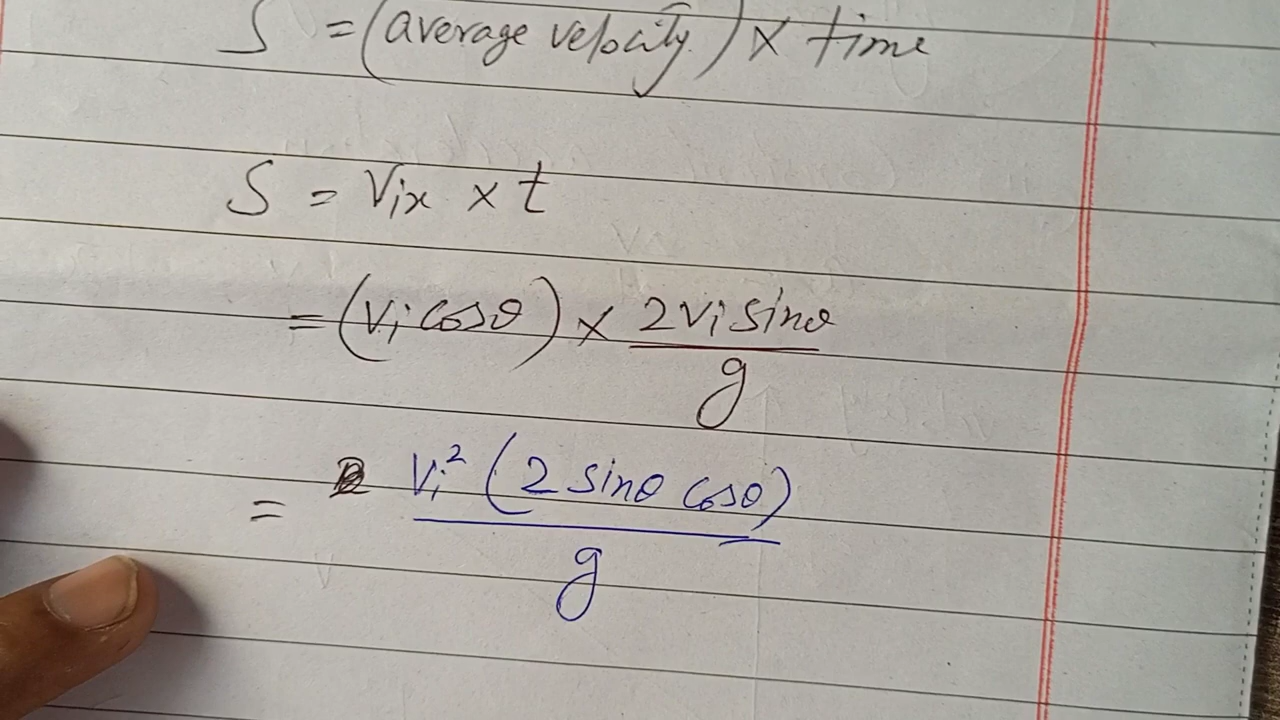 S = (average velocity) × time
S = Vix × t
= (Vi cosθ) × 2Vi sinθ / g
= Vi² (2 sinθ cosθ) / g